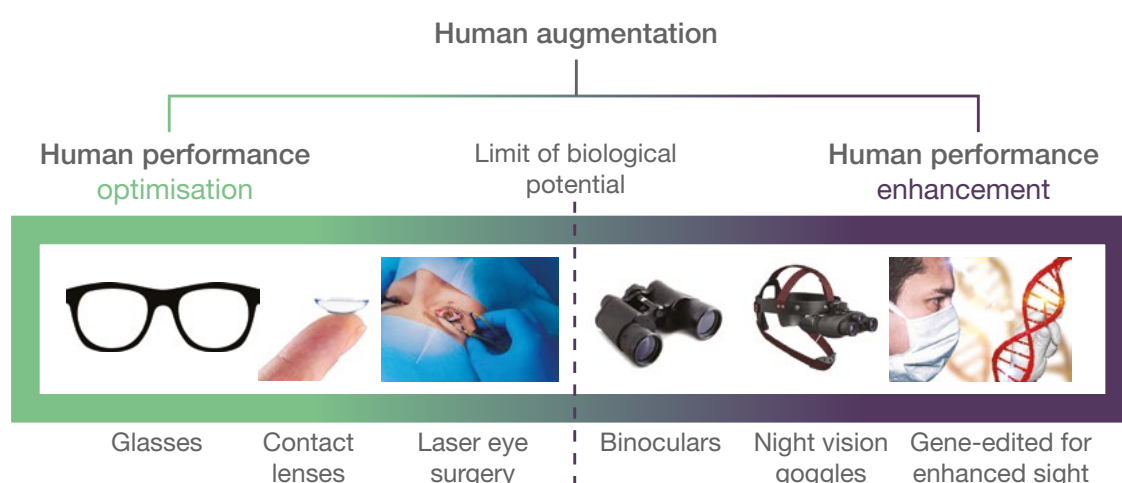 Human augmentation
Human performance
optimisation
Limit of biological
potential
Human performance
enhancement
Glasses
Contact
lenses
Laser eye
surgery
Binoculars
Night vision
goggles
Gene-edited for
enhanced sight